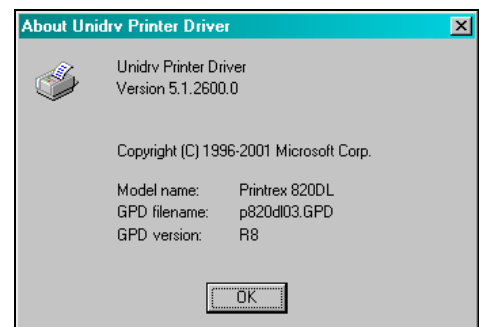 About Unidrv Printer Driver
Unidrv Printer Driver
Version 5.1.2600.0
Copyright (C) 1996-2001 Microsoft Corp.
Model name: Printrex 820DL
GPD filename: p820dl03.GPD
GPD version: R8
OK